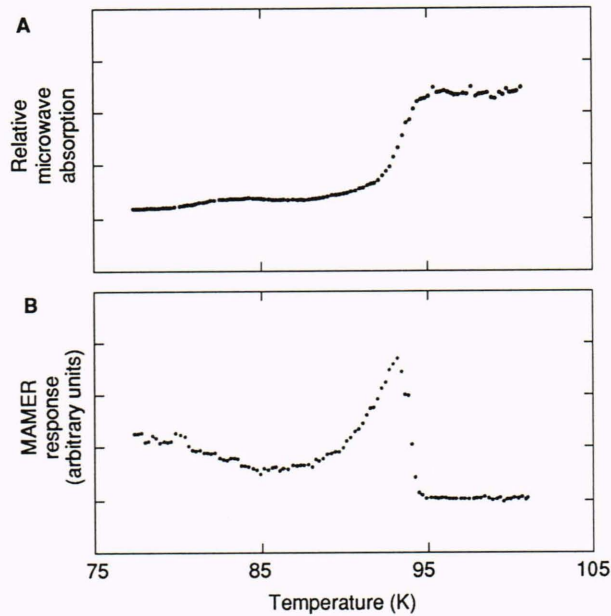 A
Relative
microwave
absorption
B
MAMER
response
(arbitrary units)
75
85
95
105
Temperature (K)